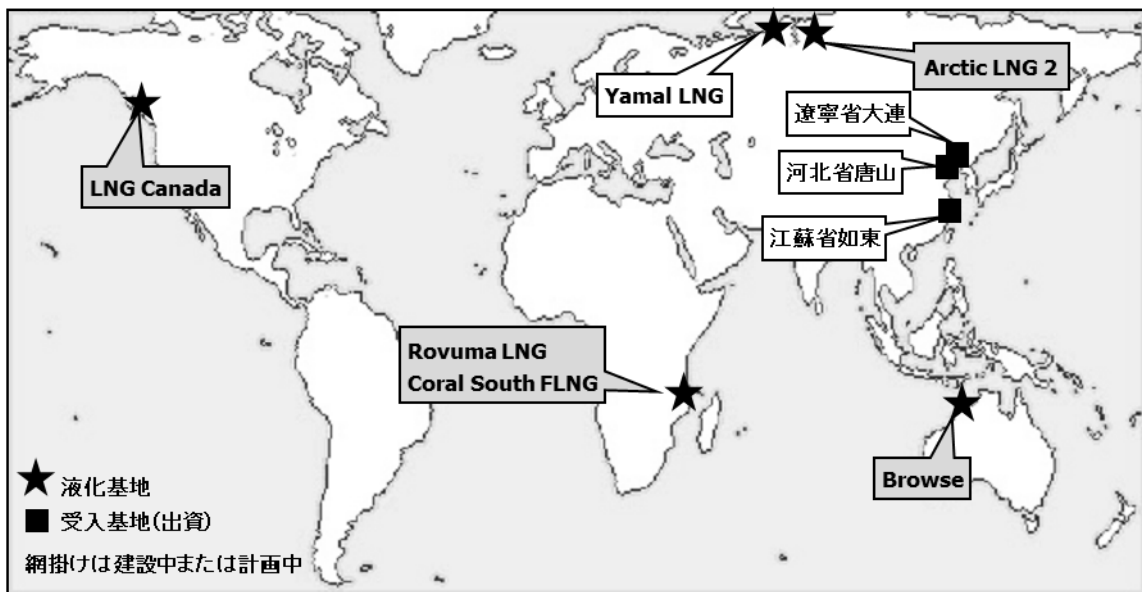 Yamal LNG
Arctic LNG 2
遼寧省大連
河北省唐山
江蘇省如東
LNG Canada
Rovuma LNG
Coral South FLNG
Browse
液化基地
受入基地(出資)
網掛けは建設中または計画中